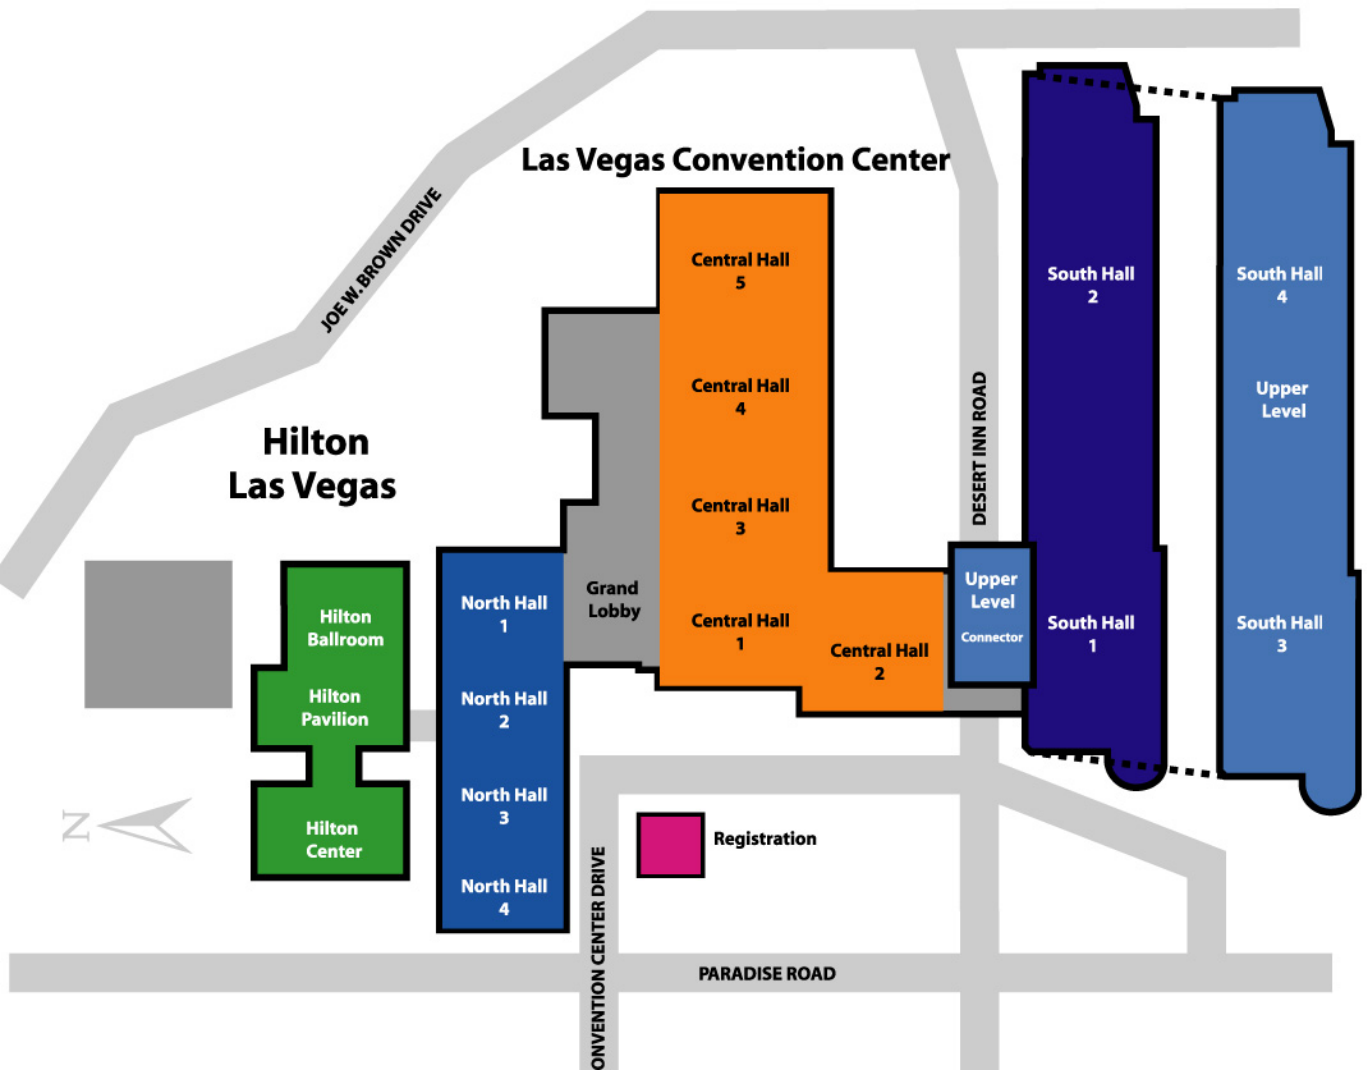 Las Vegas Convention Center
JOE W. BROWN DRIVE
Hilton
Las Vegas
Hilton
Ballroom
Hilton
Pavilion
Hilton
Center
North Hall
1
North Hall
2
North Hall
3
North Hall
4
Grand
Lobby
Central Hall
5
Central Hall
4
Central Hall
3
Central Hall
1
Central Hall
2
DESERT INN ROAD
Upper
Level
Connector
South Hall
2
South Hall
1
South Hall
4
Upper
Level
South Hall
3
N
Registration
ONVENTION CENTER DRIVE
PARADISE ROAD